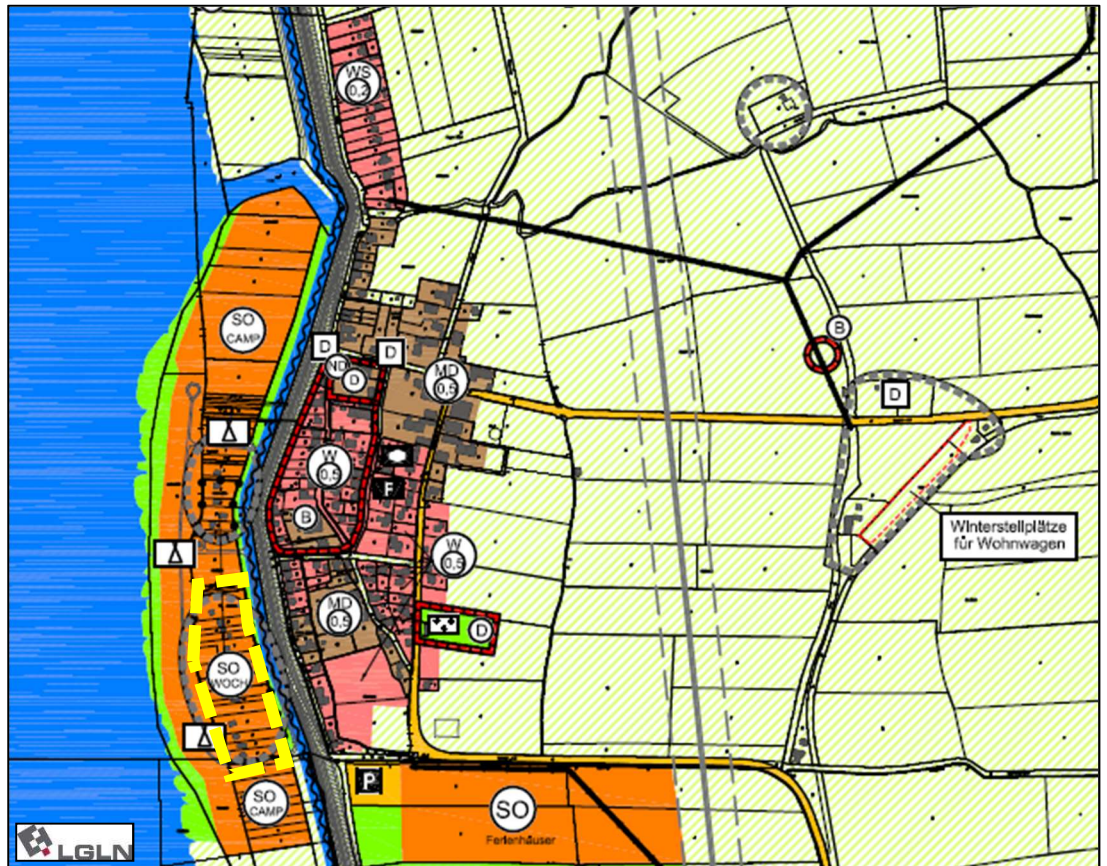 WS
0,2
SO
CAMP
D
ND
D
D
MD
0,5
B
D
W
0,5
F
B
W
0,5
Winterstellplätze
für Wohnwagen
MD
0,5
D
SO
WOCH
SO
CAMP
P
SO
Ferienhäuser
LGLN